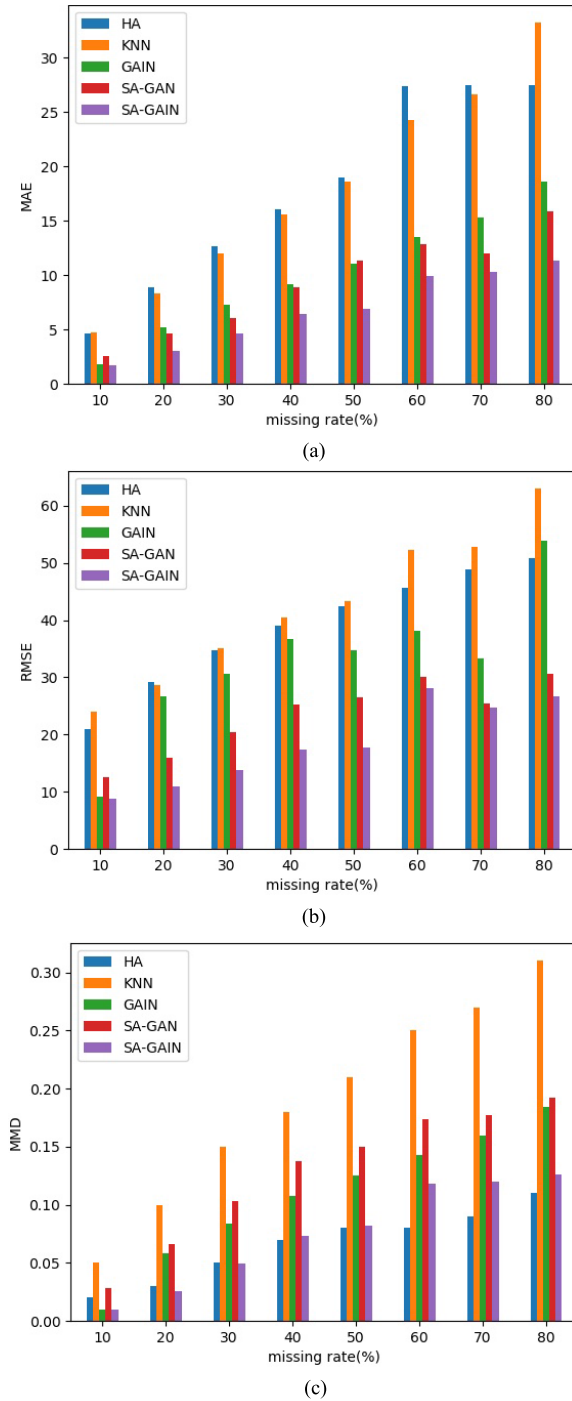 HA
KNN
GAIN
SA-GAN
SA-GAIN
MAE
30
25
20
15
10
5
0
10 20 30 40 50 60 70 80
missing rate(%)
(a)
HA
KNN
GAIN
SA-GAN
SA-GAIN
RMSE
60
50
40
30
20
10
0
10 20 30 40 50 60 70 80
missing rate(%)
(b)
HA
KNN
GAIN
SA-GAN
SA-GAIN
MMD
0.30
0.25
0.20
0.15
0.10
0.05
0.00
10 20 30 40 50 60 70 80
missing rate(%)
(c)